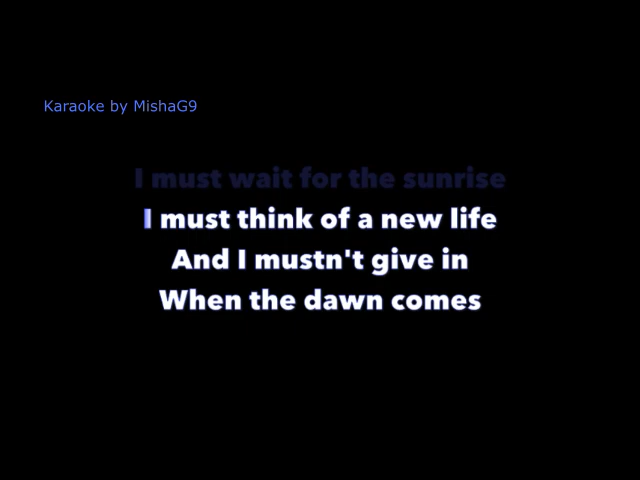 Karaoke by MishaG9
I must wait for the sunrise
I must think of a new life
And I mustn't give in
When the dawn comes